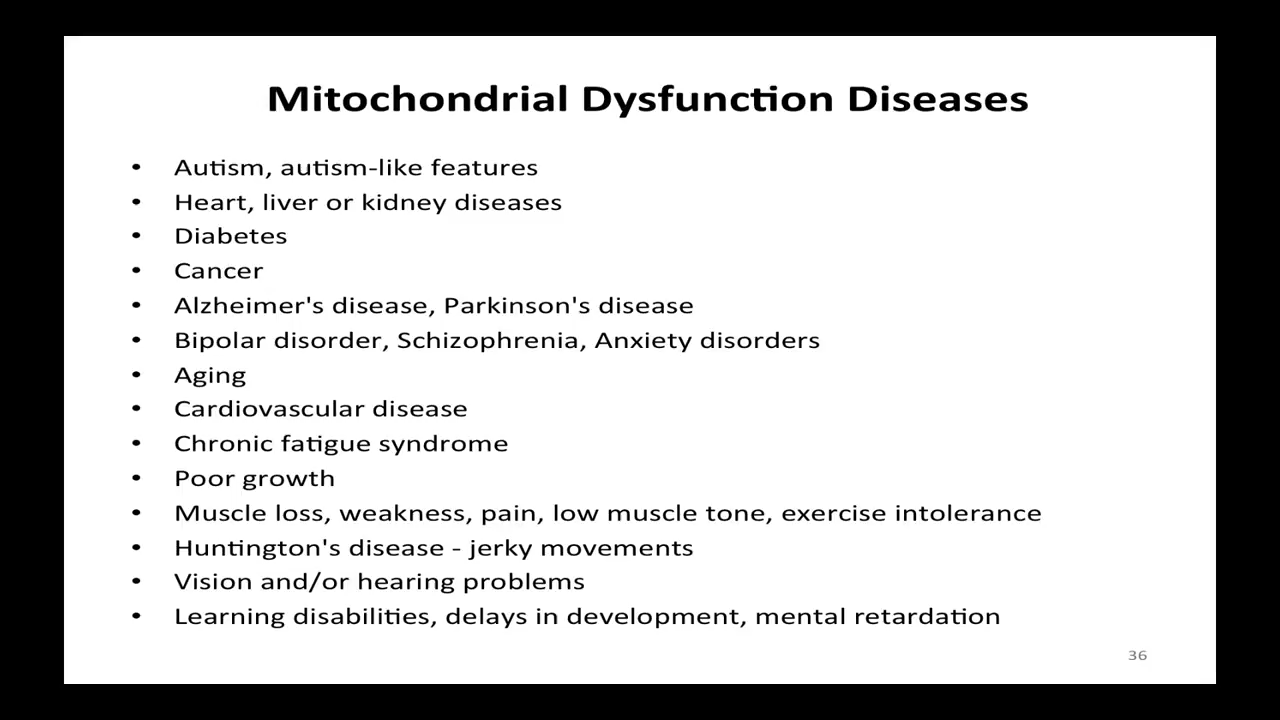 Mitochondrial Dysfunction Diseases
• Autism, autism-like features
• Heart, liver or kidney diseases
• Diabetes
• Cancer
• Alzheimer's disease, Parkinson's disease
• Bipolar disorder, Schizophrenia, Anxiety disorders
• Aging
• Cardiovascular disease
• Chronic fatigue syndrome
• Poor growth
• Muscle loss, weakness, pain, low muscle tone, exercise intolerance
• Huntington's disease - jerky movements
• Vision and/or hearing problems
• Learning disabilities, delays in development, mental retardation
36